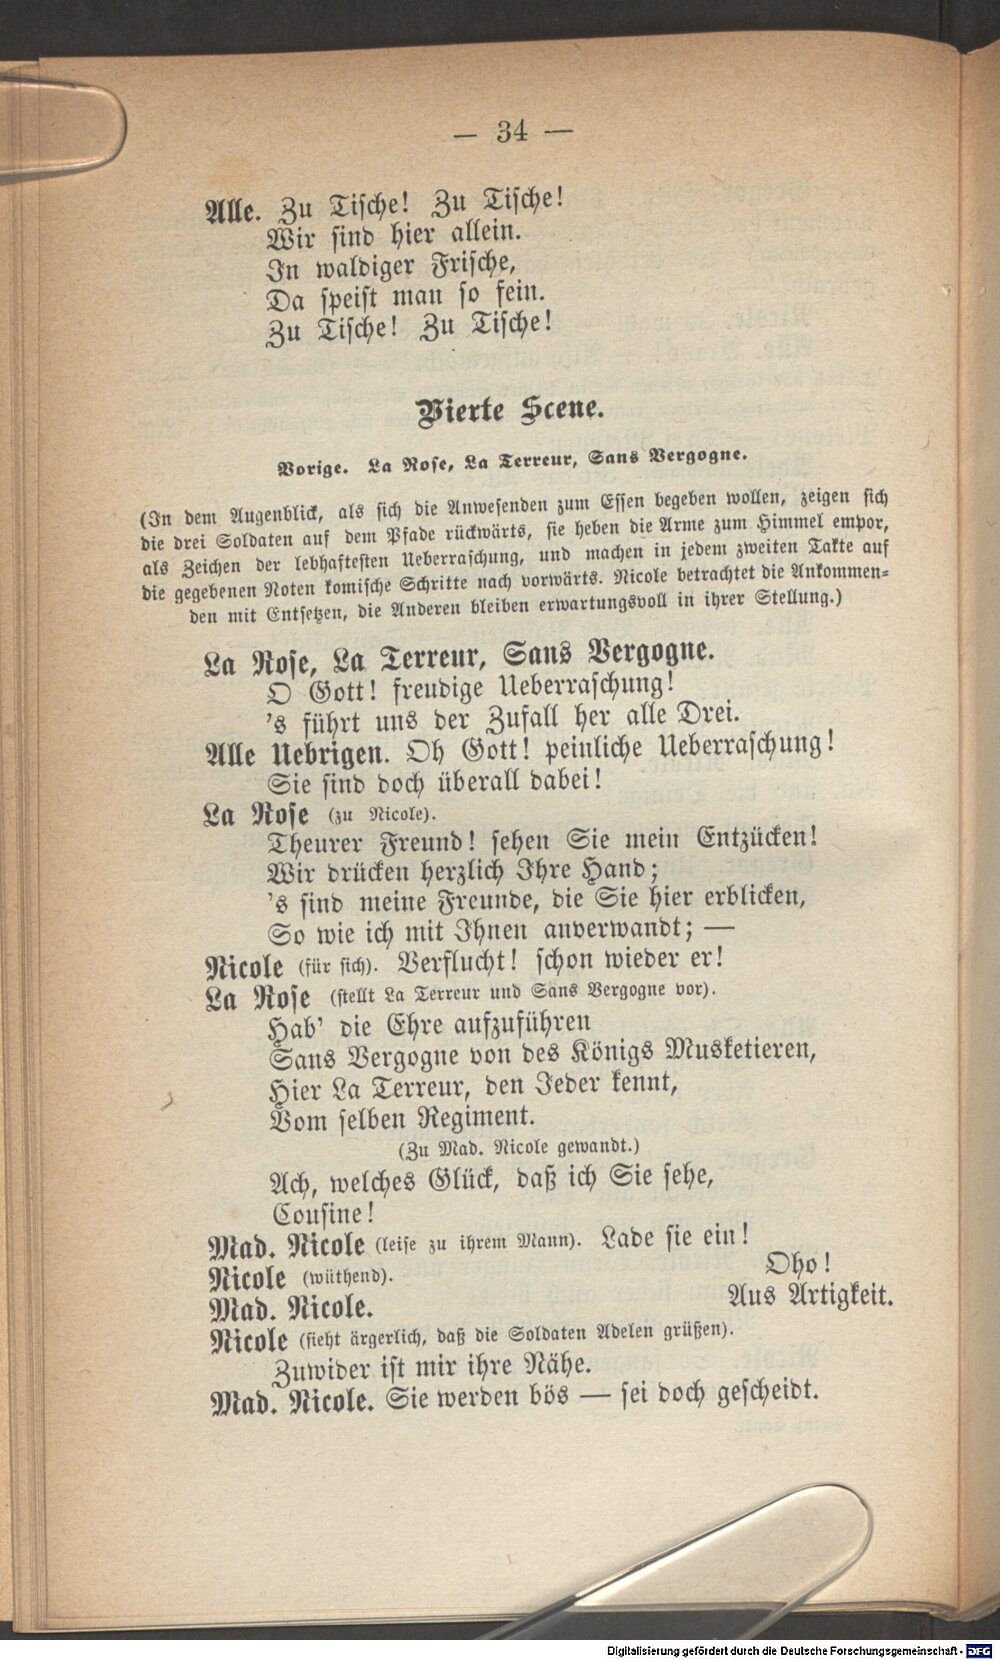 — 34 —
Alle. Zu Tische! Zu Tische!
Wir sind hier allein.
In waldiger Frische,
Da speist man so fein.
Zu Tische! Zu Tische!
Vierte Scene.
Vorige. La Rose, La Terreur, Sans Vergogne.
(In dem Augenblick, als sich die Anwesenden zum Essen begeben wollen, zeigen sich
die drei Soldaten auf dem Pfade rückwärts, sie heben die Arme zum Himmel empor,
als Zeichen der lebhaftesten Ueberraschung, und machen in jedem zweiten Takte auf
die gegebenen Noten komische Schritte nach vorwärts. Nicole betrachtet die Ankommen-
den mit Entsetzen, die Anderen bleiben erwartungsvoll in ihrer Stellung.)
La Rose, La Terreur, Sans Vergogne.
O Gott! freudige Ueberraschung!
's führt uns der Zufall her alle Drei.
Alle Uebrigen. Oh Gott! peinliche Ueberraschung!
Sie sind doch überall dabei!
La Rose (zu Nicole).
Theurer Freund! sehen Sie mein Entzücken!
Wir drücken herzlich Ihre Hand;
's sind meine Freunde, die Sie hier erblicken,
So wie ich mit Ihnen anverwandt; —
Nicole (für sich). Verflucht! schon wieder er!
La Rose (stellt La Terreur und Sans Vergogne vor).
Hab' die Ehre aufzuführen
Sans Vergogne von des Königs Musketieren,
Hier La Terreur, den Jeder kennt,
Vom selben Regiment.
(Zu Mad. Nicole gewandt.)
Ach, welches Glück, daß ich Sie sehe,
Cousine!
Mad. Nicole (leise zu ihrem Mann). Lade sie ein!
Nicole (wüthend). Oho!
Mad. Nicole. Aus Artigkeit.
Nicole (sieht ärgerlich, daß die Soldaten Adelen grüßen).
Zuwider ist mir ihre Nähe.
Mad. Nicole. Sie werden bös — sei doch gescheidt.
Digitalisierung gefördert durch die Deutsche Forschungsgemeinschaft - DFG